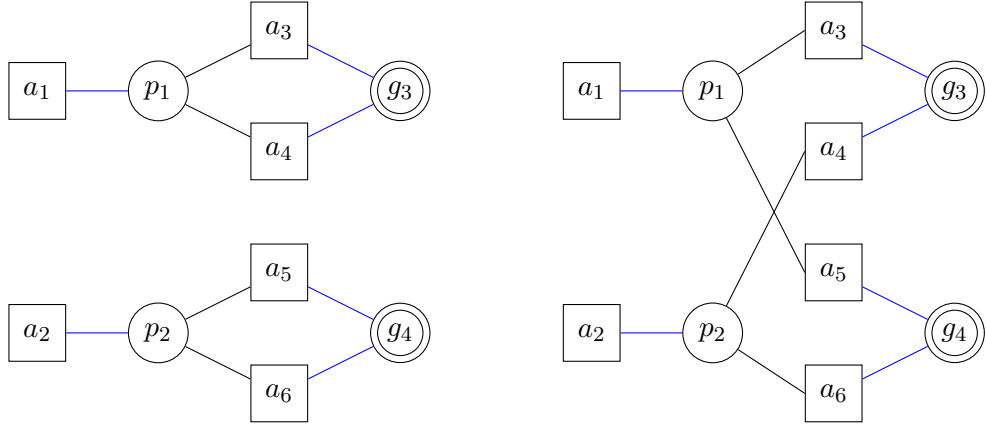 a₃ a₃
a₁ p₁ g₃ a₁ p₁ g₃
a₄ a₄
a₅ a₅
a₂ p₂ g₄ a₂ p₂ g₄
a₆ a₆